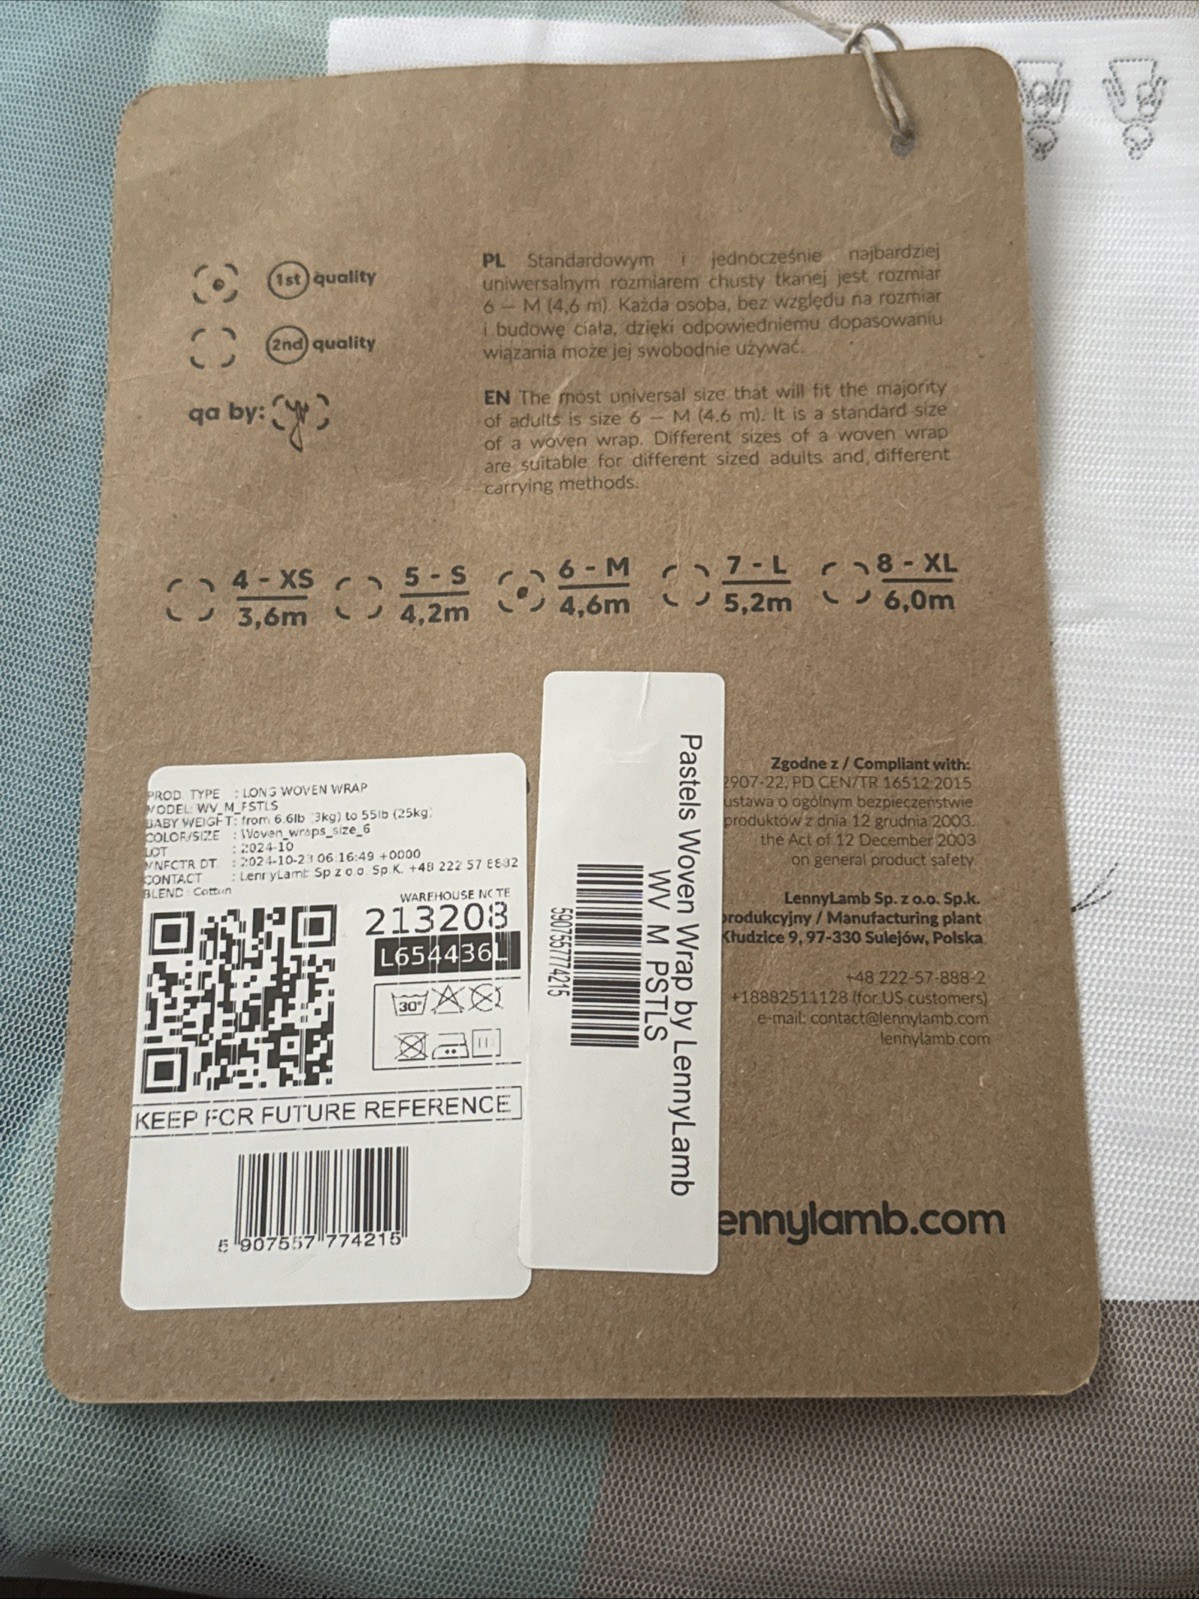 1st quality
2nd quality
qa by:
PL Standardowym i jednocześnie najbardziej
uniwersalnym rozmiarem chusty tkanej jest rozmiar
6 – M (4,6 m). Każda osoba, bez względu na rozmiar
i budowę ciała, dzięki odpowiedniemu dopasowaniu
wiązania może jej swobodnie używać.
EN The most universal size that will fit the majority
of adults is size 6 – M (4.6 m). It is a standard size
of a woven wrap. Different sizes of a woven wrap
are suitable for different sized adults and different
carrying methods.
4 - XS
3,6m
5 - S
4,2m
6 - M
4,6m
7 - L
5,2m
8 - XL
6,0m
PROD. TYPE : LONG WOVEN WRAP
MODEL: WV_M_PSTLS
BABY WEIGHT: from 6.6lb (3kg) to 55lb (25kg)
COLOR/SIZE : Woven_wraps_size_6
LOT : 2024-10
MNFCTR DT. : 06:16:49 +0000
CONTACT : LennyLamb Sp z o.o. Sp.K. +48 222 57 8882
BLEND: Cotton
WAREHOUSE NOTE
213208
L654436L
30°
KEEP FOR FUTURE REFERENCE
5 907557 774215
Pastels Woven Wrap by LennyLamb
WV M PSTLS
5907557774215
Zgodne z / Compliant with:
2907-22, PD CEN/TR 16512:2015
ustawa o ogólnym bezpieczeństwie
produktów z dnia 12 grudnia 2003.
the Act of 12 December 2003
on general product safety.
LennyLamb Sp. z o.o. Sp.k.
produkcyjny / Manufacturing plant
Kłudzice 9, 97-330 Sulejów, Polska
+48 222-57-888-2
+18882511128 (for US customers)
e-mail: contact@lennylamb.com
lennylamb.com
ennylamb.com